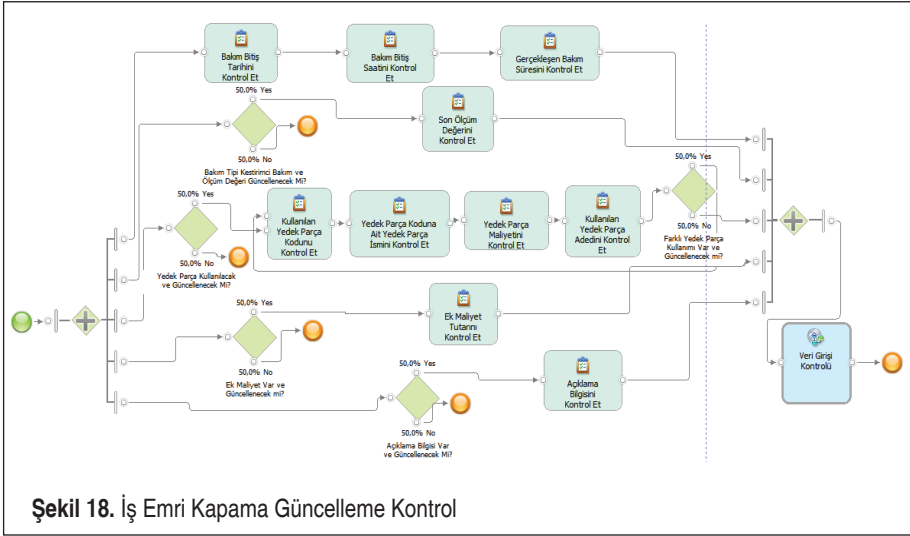 Bakım Bitiş
Tarihini
Kontrol Et
Bakım Bitiş
Saatini Kontrol
Et
Gerçekleşen Bakım
Süresini Kontrol Et
50,0% Yes
50,0% No
Bakım Tipi Kestirimci Bakım ve
Ölçüm Değeri Güncellenecek Mi?
Son Ölçüm
Değerini
Kontrol Et
50,0% Yes
50,0% No
Yedek Parça Kullanılacak
ve Güncellenecek Mi?
Kullanılan
Yedek Parça
Kodunu
Kontrol Et
Yedek Parça Koduna
Ait Yedek Parça
İsmini Kontrol Et
Yedek Parça
Maliyetini
Kontrol Et
Kullanılan
Yedek Parça
Adedini Kontrol
Et
50,0% Yes
50,0% No
Farklı Yedek Parça
Kullanımı Var ve
Güncellenecek mi?
50,0% Yes
50,0% No
Ek Maliyet Var ve
Güncellenecek mi?
Ek Maliyet
Tutarını
Kontrol Et
50,0% Yes
50,0% No
Açıklama Bilgisi Var
ve Güncellenecek Mi?
Açıklama
Bilgisini
Kontrol Et
Veri Girişi
Kontrolü
Şekil 18. İş Emri Kapama Güncelleme Kontrol